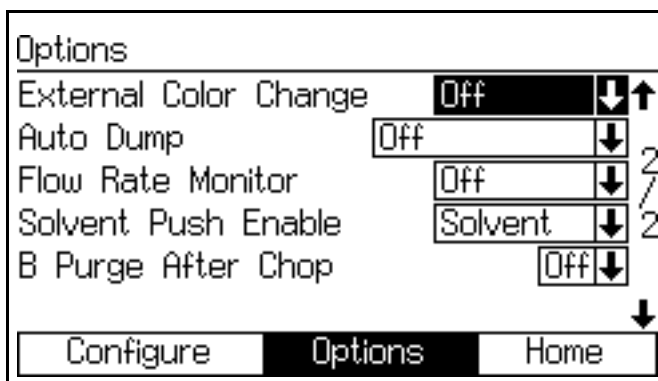 Options
External Color Change Off
Auto Dump Off
Flow Rate Monitor Off
Solvent Push Enable Solvent
B Purge After Chop Off
2/2
Configure Options Home